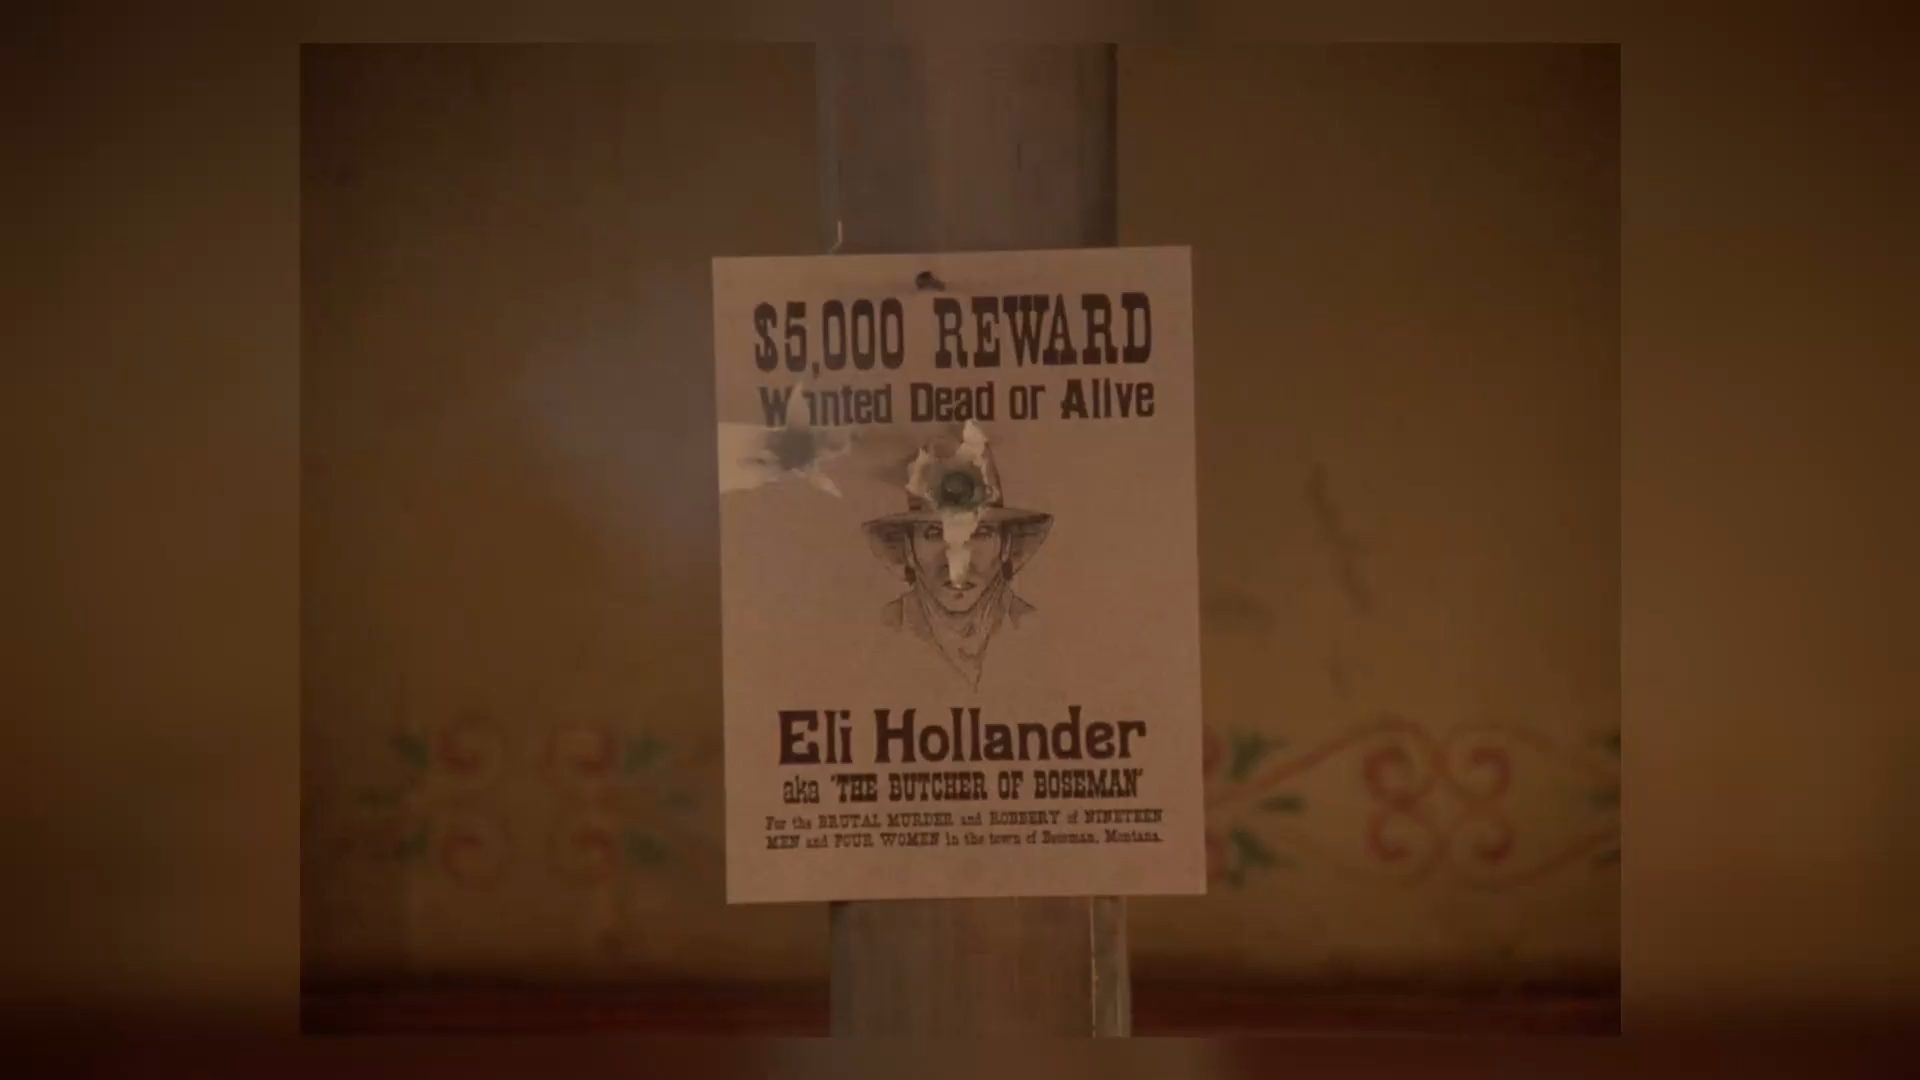 $5,000 REWARD
Wanted Dead or Alive
Eli Hollander
aka 'THE BUTCHER OF BOSEMAN'
For the BRUTAL MURDER and ROBBERY of NINETEEN
MEN and FOUR WOMEN in the town of Boseman, Montana.